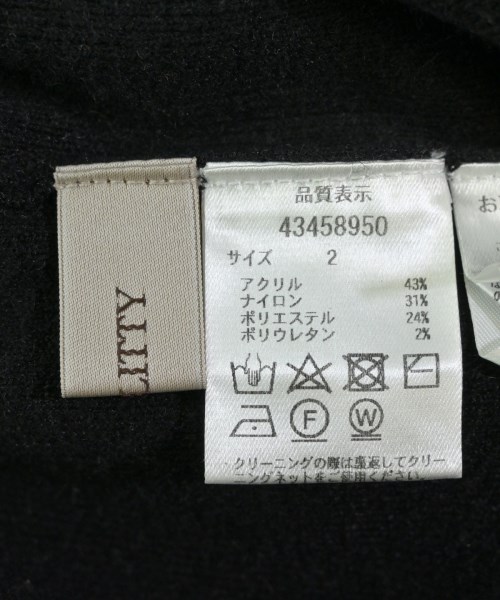 LITTY
品質表示
43458950
サイズ 2
アクリル 43%
ナイロン 31%
ポリエステル 24%
ポリウレタン 2%
F W
クリーニングの際は裏返してクリー
ニングネットをご使用ください。
お